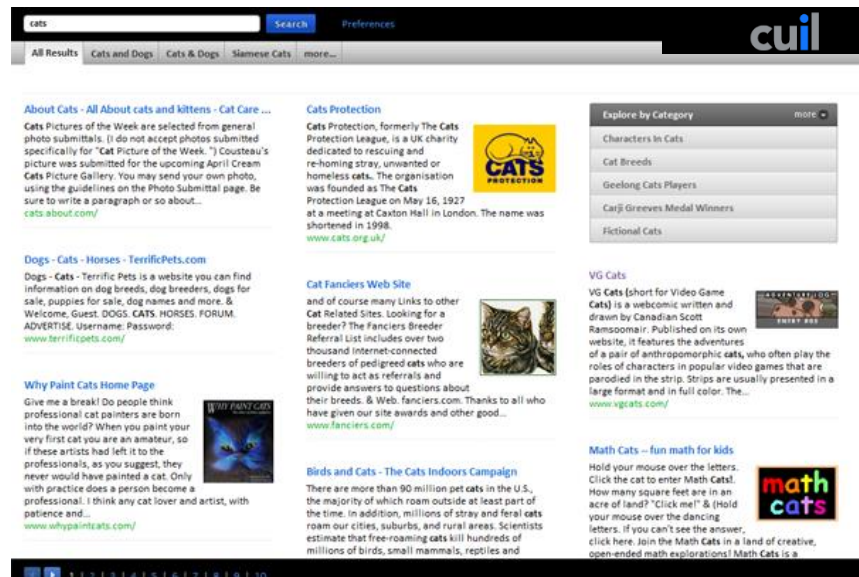 cats
Search
Preferences
cuil
All Results
Cats and Dogs
Cats & Dogs
Siamese Cats
more...
About Cats - All About cats and kittens - Cat Care ...
Cats Pictures of the Week are selected from general
photo submittals. (I do not accept photos submitted
specifically for "Cat Picture of the Week. ") Cousteau's
picture was submitted for the upcoming April Cream
Cats Picture Gallery. You may send your own photo,
using the guidelines on the Photo Submittal page. Be
sure to write a paragraph or so about...
cats.about.com/
Dogs - Cats - Horses - TerrificPets.com
Dogs - Cats - Terrific Pets is a website you can find
information on dog breeds, dog breeders, dogs for
sale, puppies for sale, dog names and more. &
Welcome, Guest. DOGS. CATS. HORSES. FORUM.
ADVERTISE. Username: Password:
www.terrificpets.com/
Why Paint Cats Home Page
Give me a break! Do people think
professional cat painters are born
into the world? When you paint your
very first cat you are an amateur, so
if these artists had left it to the
professionals, as you suggest, they
never would have painted a cat. Only
with practice does a person become a
professional. I think any cat lover and artist, with
patience and...
www.whypaintcats.com/
WHY PAINT CATS
Cats Protection
Cats Protection, formerly The Cats
Protection League, is a UK charity
dedicated to rescuing and
re-homing stray, unwanted or
homeless cats.. The organisation
was founded as The Cats
Protection League on May 16, 1927
at a meeting at Caxton Hall in London. The name was
shortened in 1998.
www.cats.org.uk/
CATS
PROTECTION
Cat Fanciers Web Site
and of course many Links to other
Cat Related Sites. Looking for a
breeder? The Fanciers Breeder
Referral List includes over two
thousand Internet-connected
breeders of pedigreed cats who are
willing to act as referrals and
provide answers to questions about
their breeds. & Web. fanciers.com. Thanks to all who
have given our site awards and other good...
www.fanciers.com/
Birds and Cats - The Cats Indoors Campaign
There are more than 90 million pet cats in the U.S.,
the majority of which roam outside at least part of
the time. In addition, millions of stray and feral cats
roam our cities, suburbs, and rural areas. Scientists
estimate that free-roaming cats kill hundreds of
millions of birds, small mammals, reptiles and
Explore by Category
more
Characters In Cats
Cat Breeds
Geelong Cats Players
Carji Greeves Medal Winners
Fictional Cats
VG Cats
VG Cats (short for Video Game
Cats) is a webcomic written and
drawn by Canadian Scott
Ramsoomair. Published on its own
website, it features the adventures
of a pair of anthropomorphic cats, who often play the
roles of characters in popular video games that are
parodied in the strip. Strips are usually presented in a
large format and in full color. The...
www.vgcats.com/
ADVENTURE LOG
Math Cats -- fun math for kids
Hold your mouse over the letters.
Click the cat to enter Math Cats!.
How many square feet are in an
acre of land? "Click me!" & (Hold
your mouse over the dancing
letters. If you can't see the answer,
click here. Join the Math Cats in a land of creative,
open-ended math explorations! Math Cats is a
math
cats
1 | 2 | 3 | 4 | 5 | 6 | 7 | 8 | 9 | 10